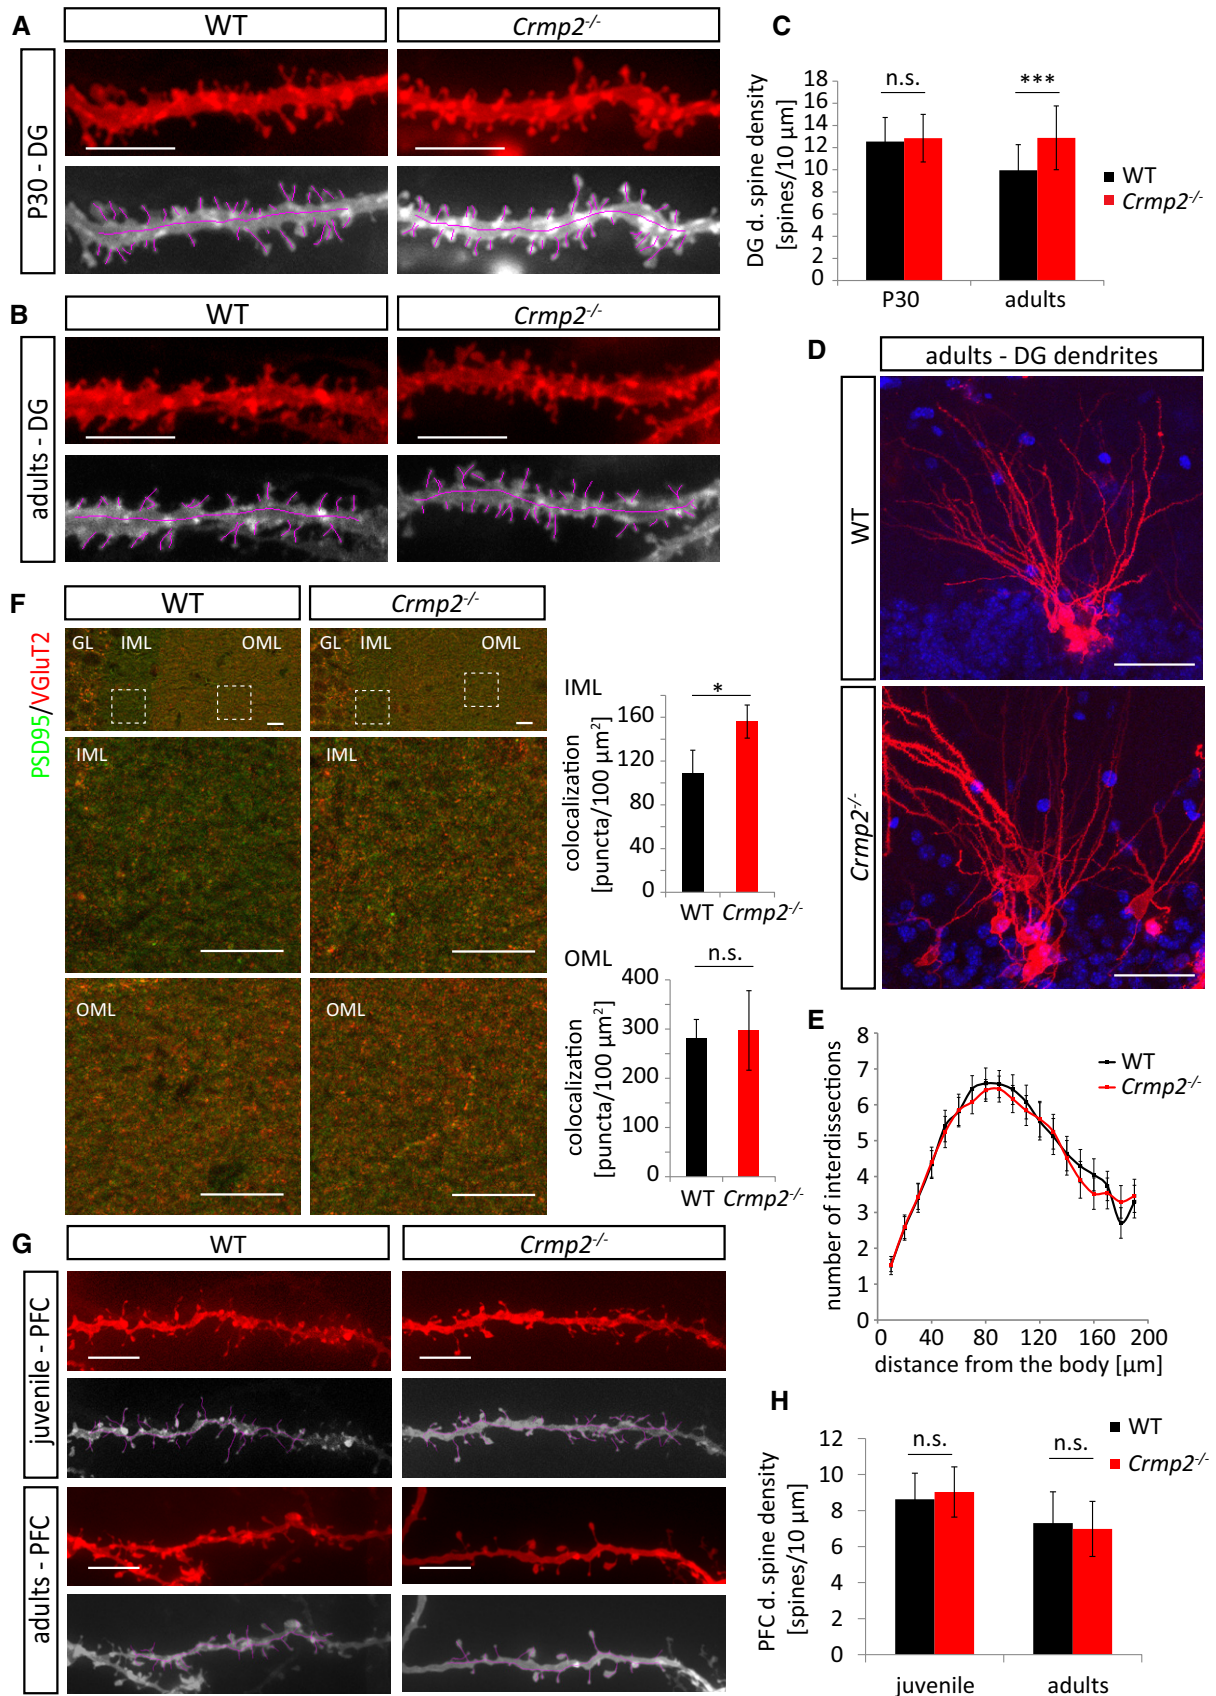 A
WT
Crmp2-/-
P30 - DG
B
WT
Crmp2-/-
adults - DG
C
DG d. spine density
[spines/10 µm]
18
16
14
12
10
8
6
4
2
0
n.s.
***
P30
adults
WT
Crmp2-/-
D
adults - DG dendrites
WT
Crmp2-/-
E
number of interdissections
8
7
6
5
4
3
2
1
0
0
40
80
120
160
200
distance from the body [µm]
WT
Crmp2-/-
F
WT
Crmp2-/-
PSD95/VGluT2
GL
IML
OML
GL
IML
OML
IML
IML
OML
OML
IML
colocalization
[puncta/100 µm²]
160
120
80
40
0
*
WT
Crmp2-/-
OML
colocalization
[puncta/100 µm²]
400
300
200
100
0
n.s.
WT
Crmp2-/-
G
WT
Crmp2-/-
juvenile - PFC
adults - PFC
H
PFC d. spine density
[spines/10 µm]
12
10
8
6
4
2
0
n.s.
n.s.
juvenile
adults
WT
Crmp2-/-